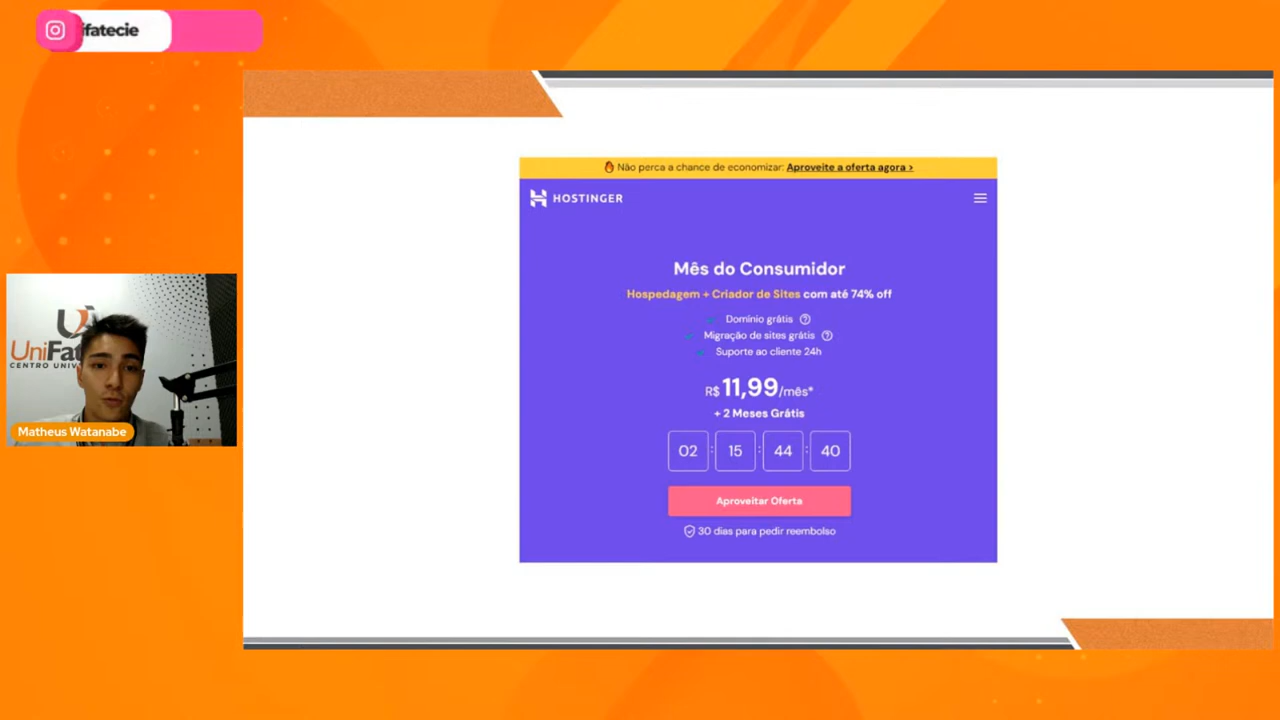 fatecie
Não perca a chance de economizar: Aproveite a oferta agora >
HOSTINGER
Mês do Consumidor
Hospedagem + Criador de Sites com até 74% off
Domínio grátis
Migração de sites grátis
Suporte ao cliente 24h
R$ 11,99/mês*
+ 2 Meses Grátis
02 : 15 : 44 : 40
Aproveitar Oferta
30 dias para pedir reembolso
UniFat
CENTRO UNIV
Matheus Watanabe